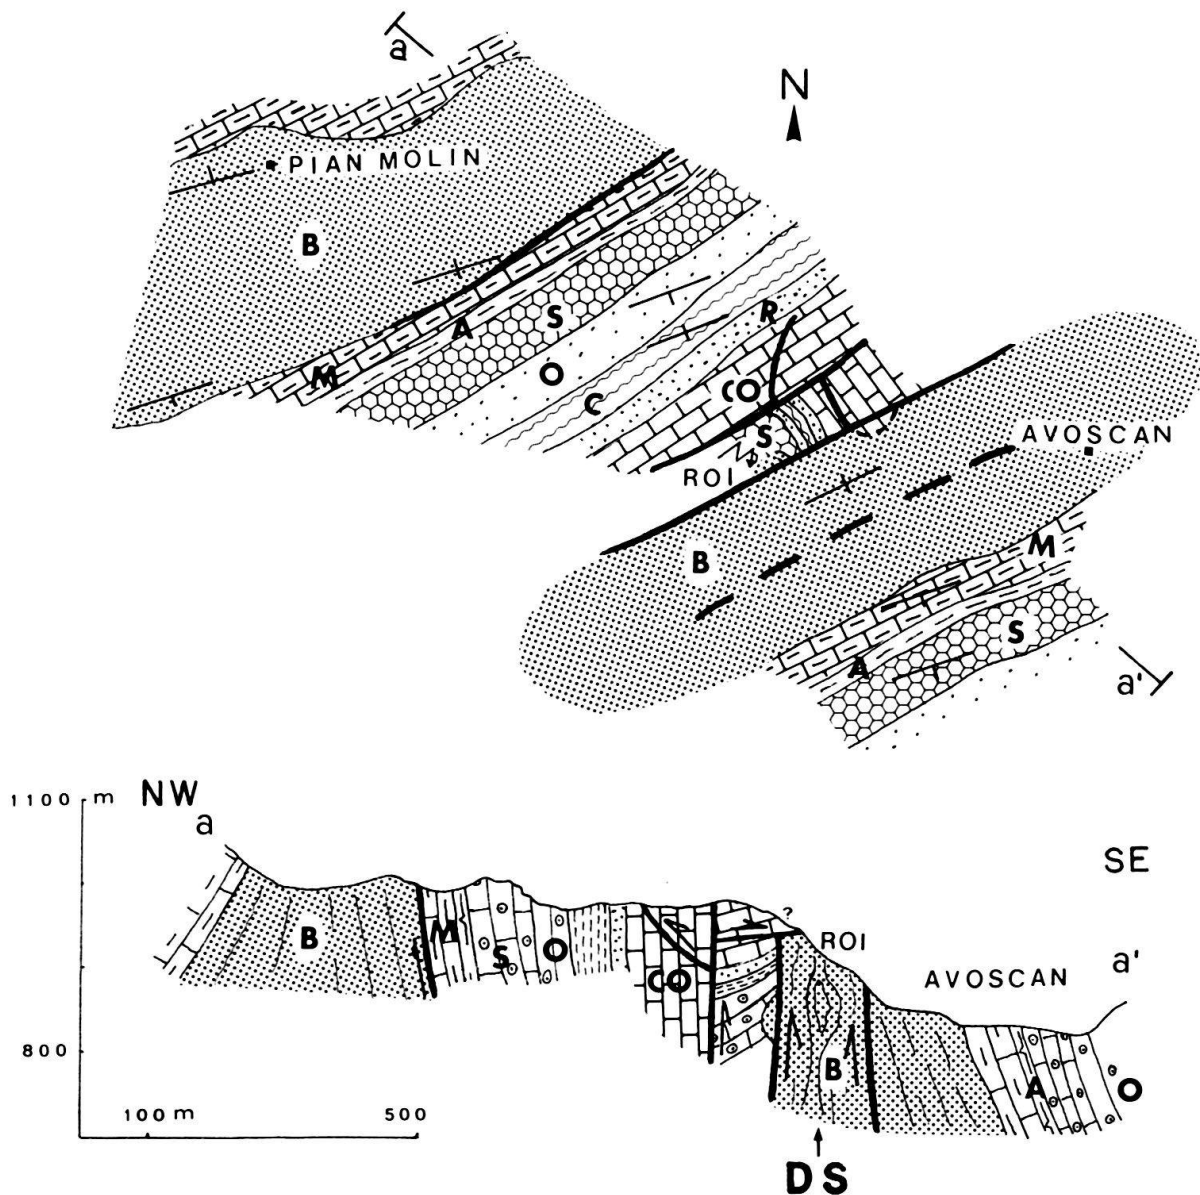 a
N
PIAN MOLIN
B
S
R
A
M
O
C
CO
S
AVOSCAN
ROI
M
B
S
A
a'
1100 m
NW
a
SE
?
B
M
S
O
ROI
a'
CO
AVOSCAN
800
B
A
O
100 m
500
DS